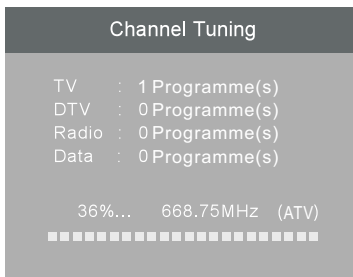 Channel Tuning
TV : 1 Programme(s)
DTV : 0 Programme(s)
Radio : 0 Programme(s)
Data : 0 Programme(s)
36%... 668.75MHz (ATV)